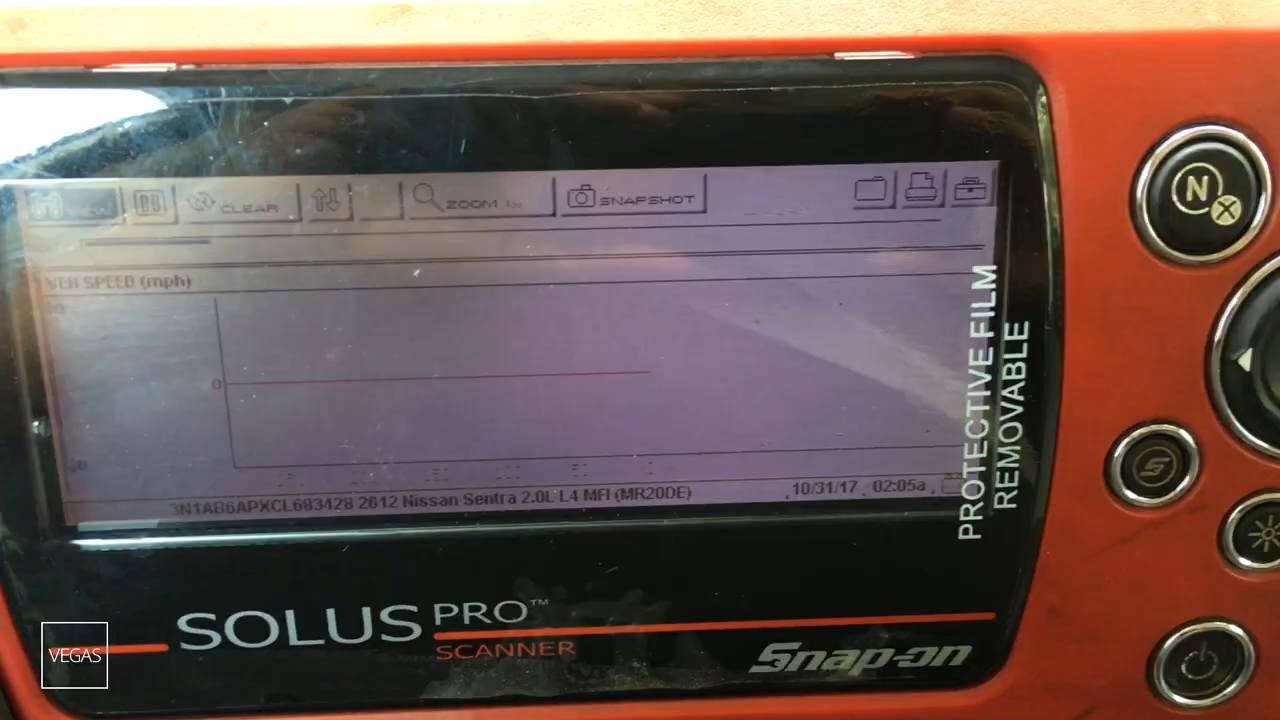 CLEAR
ZOOM
SNAPSHOT
VEH SPEED (mph)
0
3N1AB6APXCL683428 2012 Nissan Sentra 2.0L L4 MFI (MR20DE)
10/31/17 02:05a
PROTECTIVE FILM
REMOVABLE
N
SOLUS PRO™
SCANNER
Snap-on
VEGAS